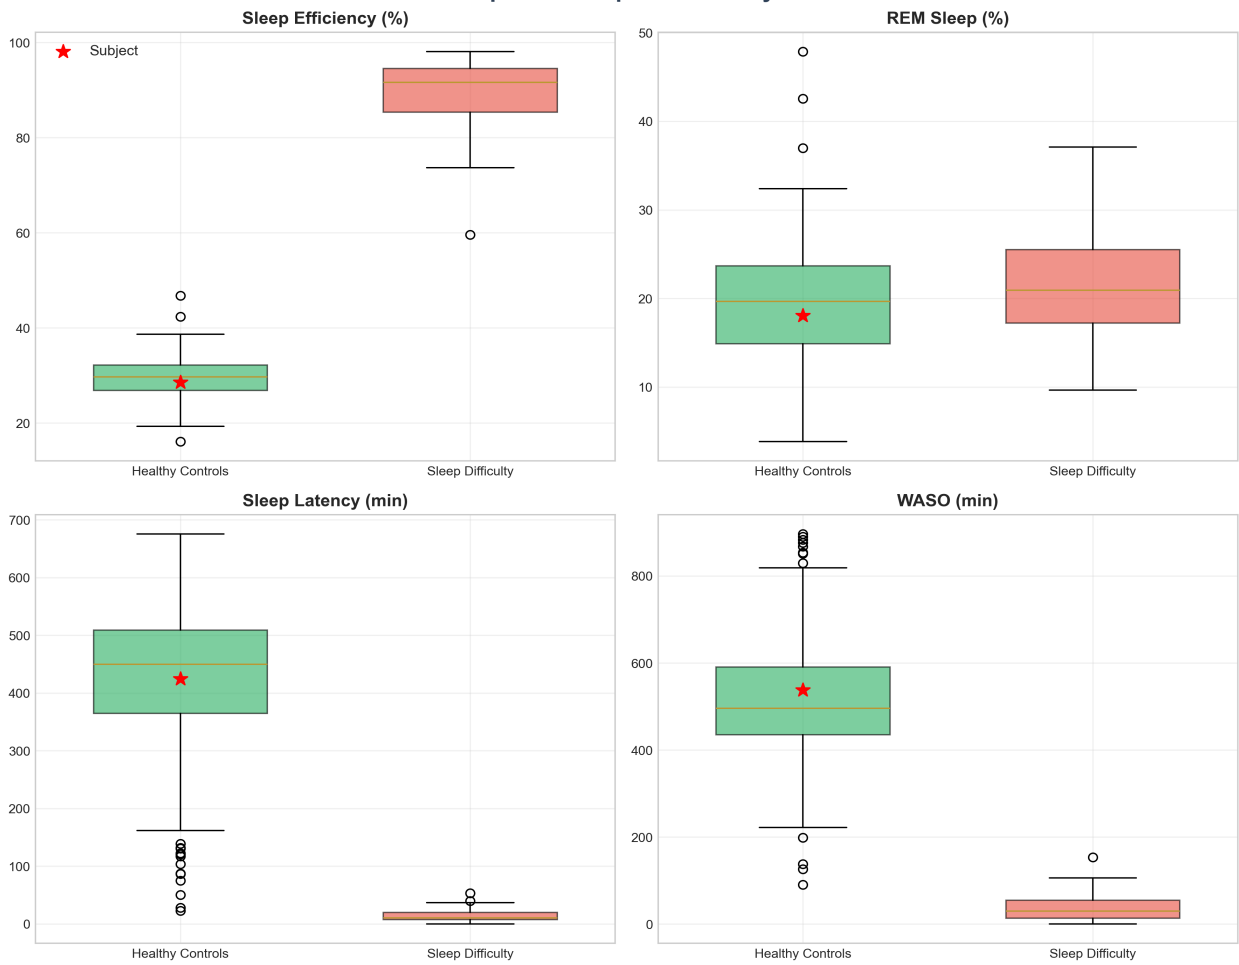 Sleep Efficiency (%)
100
80
60
40
20
Subject
Healthy Controls
Sleep Difficulty
REM Sleep (%)
50
40
30
20
10
Healthy Controls
Sleep Difficulty
Sleep Latency (min)
700
600
500
400
300
200
100
0
Healthy Controls
Sleep Difficulty
WASO (min)
800
600
400
200
0
Healthy Controls
Sleep Difficulty